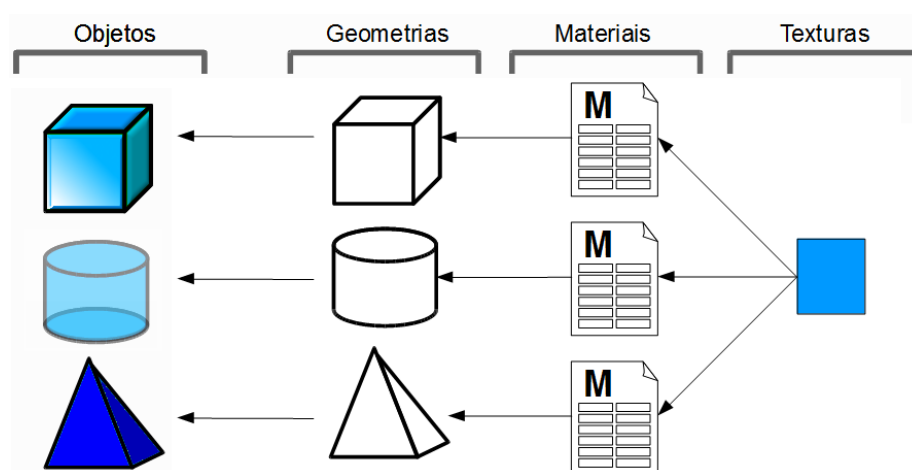 Objetos
Geometrias
Materiais
Texturas
M
M
M